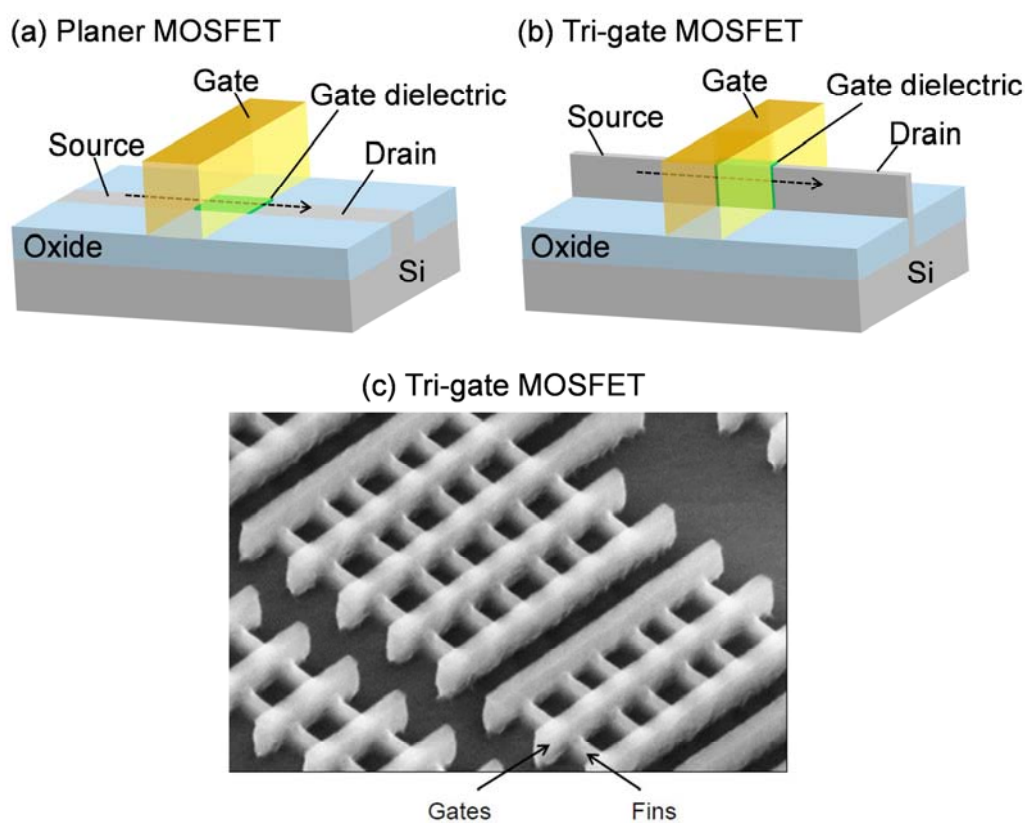 (a) Planer MOSFET
Gate
Gate dielectric
Source
Drain
Oxide
Si
(b) Tri-gate MOSFET
Gate
Gate dielectric
Source
Drain
Oxide
Si
(c) Tri-gate MOSFET
Gates
Fins